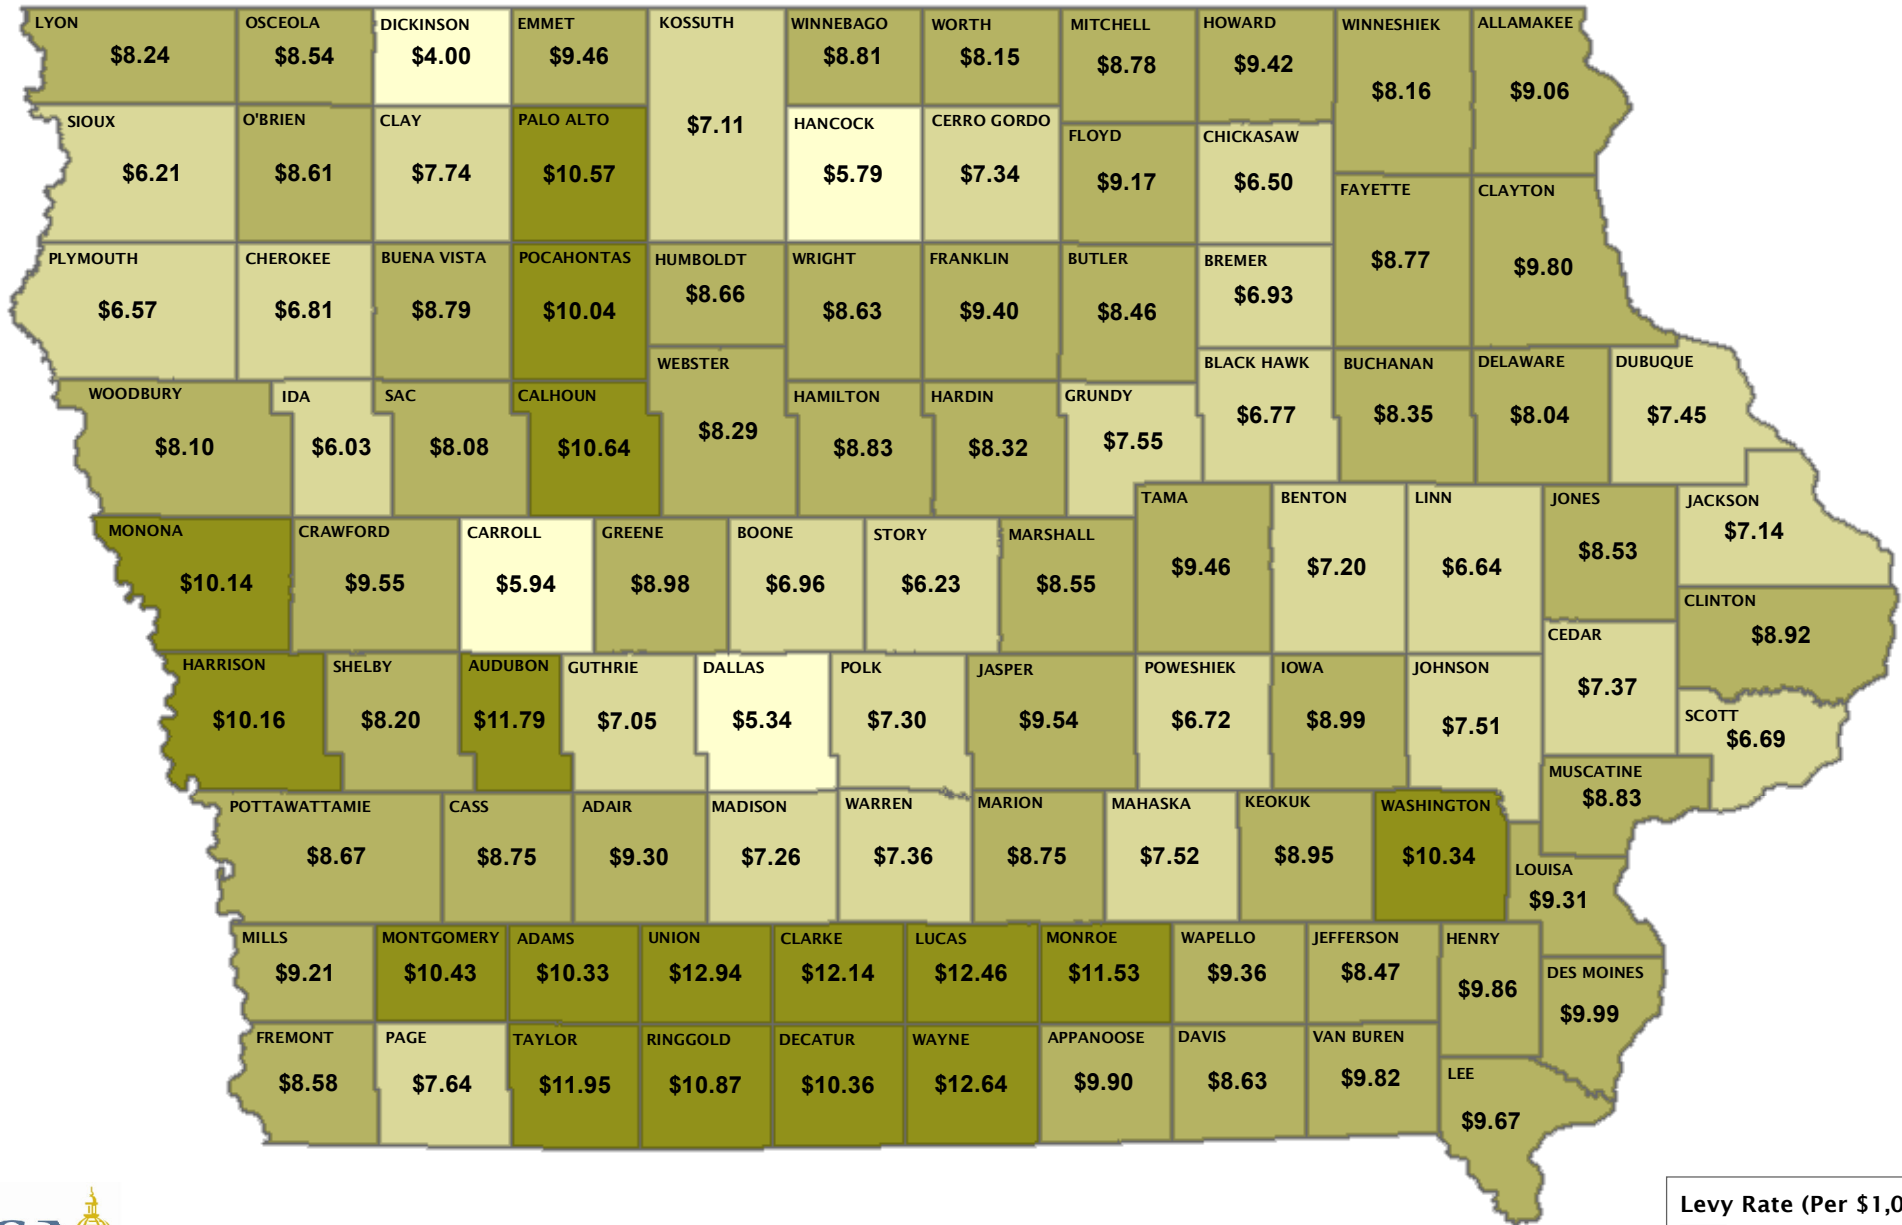 LYON
$8.24
OSCEOLA
$8.54
DICKINSON
$4.00
EMMET
$9.46
KOSSUTH
$7.11
WINNEBAGO
$8.81
WORTH
$8.15
MITCHELL
$8.78
HOWARD
$9.42
WINNESHIEK
$8.16
ALLAMAKEE
$9.06
SIOUX
$6.21
O'BRIEN
$8.61
CLAY
$7.74
PALO ALTO
$10.57
HANCOCK
$5.79
CERRO GORDO
$7.34
FLOYD
$9.17
CHICKASAW
$6.50
FAYETTE
$8.77
CLAYTON
$9.80
PLYMOUTH
$6.57
CHEROKEE
$6.81
BUENA VISTA
$8.79
POCAHONTAS
$10.04
HUMBOLDT
$8.66
WRIGHT
$8.63
FRANKLIN
$9.40
BUTLER
$8.46
BREMER
$6.93
WOODBURY
$8.10
IDA
$6.03
SAC
$8.08
CALHOUN
$10.64
WEBSTER
$8.29
HAMILTON
$8.83
HARDIN
$8.32
GRUNDY
$7.55
BLACK HAWK
$6.77
BUCHANAN
$8.35
DELAWARE
$8.04
DUBUQUE
$7.45
MONONA
$10.14
CRAWFORD
$9.55
CARROLL
$5.94
GREENE
$8.98
BOONE
$6.96
STORY
$6.23
MARSHALL
$8.55
TAMA
$9.46
BENTON
$7.20
LINN
$6.64
JONES
$8.53
JACKSON
$7.14
CLINTON
$8.92
HARRISON
$10.16
SHELBY
$8.20
AUDUBON
$11.79
GUTHRIE
$7.05
DALLAS
$5.34
POLK
$7.30
JASPER
$9.54
POWESHIEK
$6.72
IOWA
$8.99
JOHNSON
$7.51
CEDAR
$7.37
SCOTT
$6.69
MUSCATINE
$8.83
POTTAWATTAMIE
$8.67
CASS
$8.75
ADAIR
$9.30
MADISON
$7.26
WARREN
$7.36
MARION
$8.75
MAHASKA
$7.52
KEOKUK
$8.95
WASHINGTON
$10.34
LOUISA
$9.31
MILLS
$9.21
MONTGOMERY
$10.43
ADAMS
$10.33
UNION
$12.94
CLARKE
$12.14
LUCAS
$12.46
MONROE
$11.53
WAPELLO
$9.36
JEFFERSON
$8.47
HENRY
$9.86
DES MOINES
$9.99
FREMONT
$8.58
PAGE
$7.64
TAYLOR
$11.95
RINGGOLD
$10.87
DECATUR
$10.36
WAYNE
$12.64
APPANOOSE
$9.90
DAVIS
$8.63
VAN BUREN
$9.82
LEE
$9.67
Levy Rate (Per $1,0